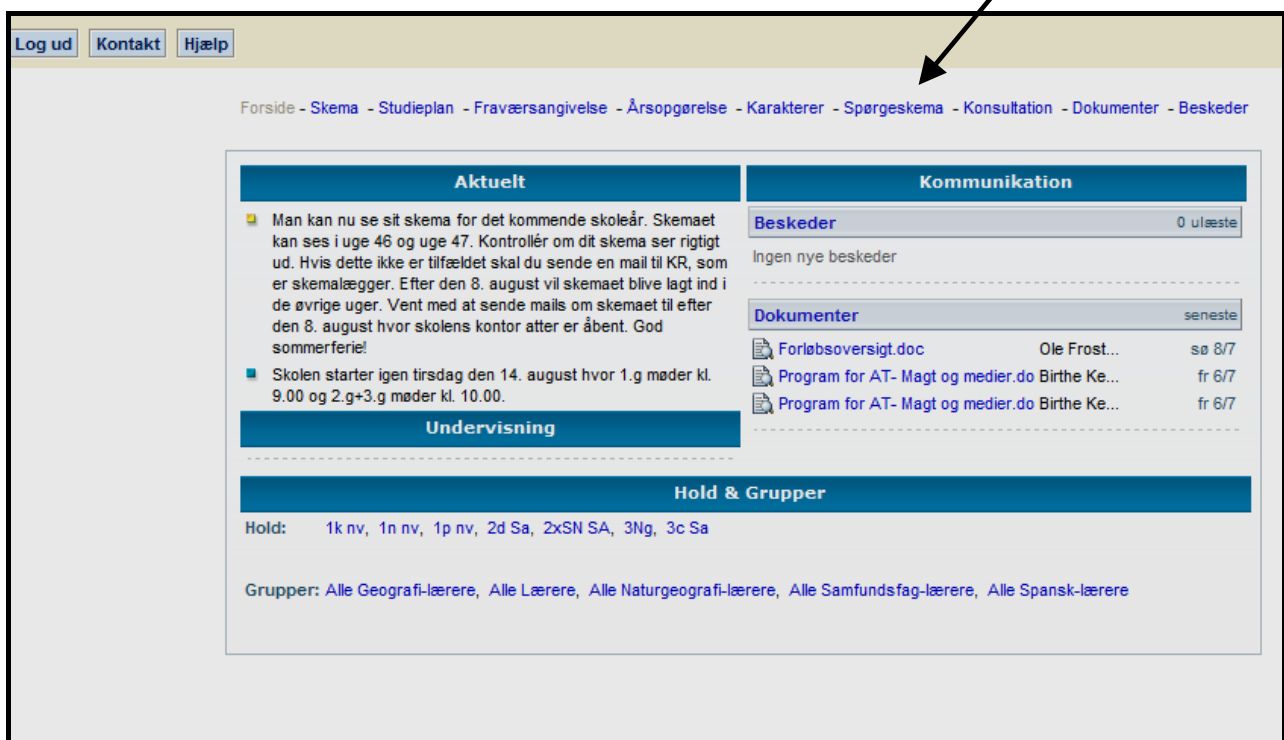 Log ud Kontakt Hjælp
Forside - Skema - Studieplan - Fraværsangivelse - Årsopgørelse - Karakterer - Spørgeskema - Konsultation - Dokumenter - Beskeder
Aktuelt
Man kan nu se sit skema for det kommende skoleår. Skemaet
kan ses i uge 46 og uge 47. Kontrollér om dit skema ser rigtigt
ud. Hvis dette ikke er tilfældet skal du sende en mail til KR, som
er skemalægger. Efter den 8. august vil skemaet blive lagt ind i
de øvrige uger. Vent med at sende mails om skemaet til efter
den 8. august hvor skolens kontor atter er åbent. God
sommerferie!
Skolen starter igen tirsdag den 14. august hvor 1.g møder kl.
9.00 og 2.g+3.g møder kl. 10.00.
Undervisning
Kommunikation
Beskeder 0 ulæste
Ingen nye beskeder
Dokumenter seneste
Forløbsoversigt.doc Ole Frost... sø 8/7
Program for AT- Magt og medier.do Birthe Ke... fr 6/7
Program for AT- Magt og medier.do Birthe Ke... fr 6/7
Hold & Grupper
Hold: 1k nv, 1n nv, 1p nv, 2d Sa, 2xSN SA, 3Ng, 3c Sa
Grupper: Alle Geografi-lærere, Alle Lærere, Alle Naturgeografi-lærere, Alle Samfundsfag-lærere, Alle Spansk-lærere